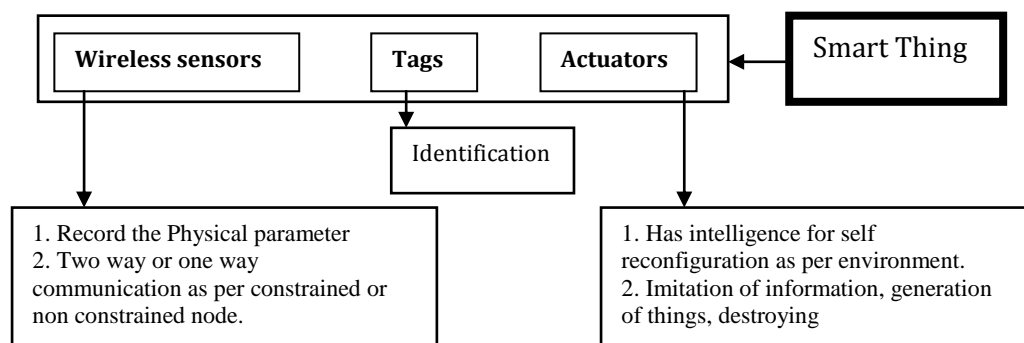 Wireless sensors
Tags
Actuators
Smart Thing
Identification
1. Record the Physical parameter
2. Two way or one way
communication as per constrained or
non constrained node.
1. Has intelligence for self
reconfiguration as per environment.
2. Imitation of information, generation
of things, destroying